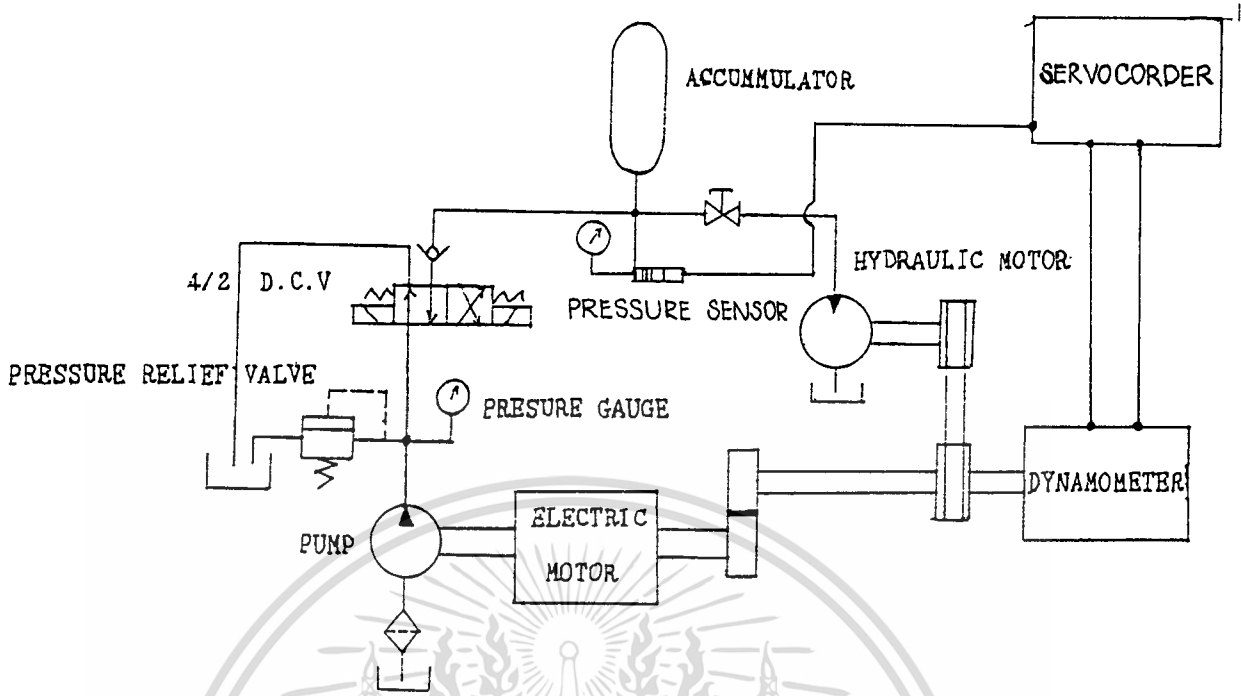 ACCUMMULATOR
SERVOCORDER
4/2 D.C.V
HYDRAULIC MOTOR
PRESSURE SENSOR
PRESSURE RELIEF VALVE
PRESURE GAUGE
DYNAMOMETER
PUMP
ELECTRIC
MOTOR